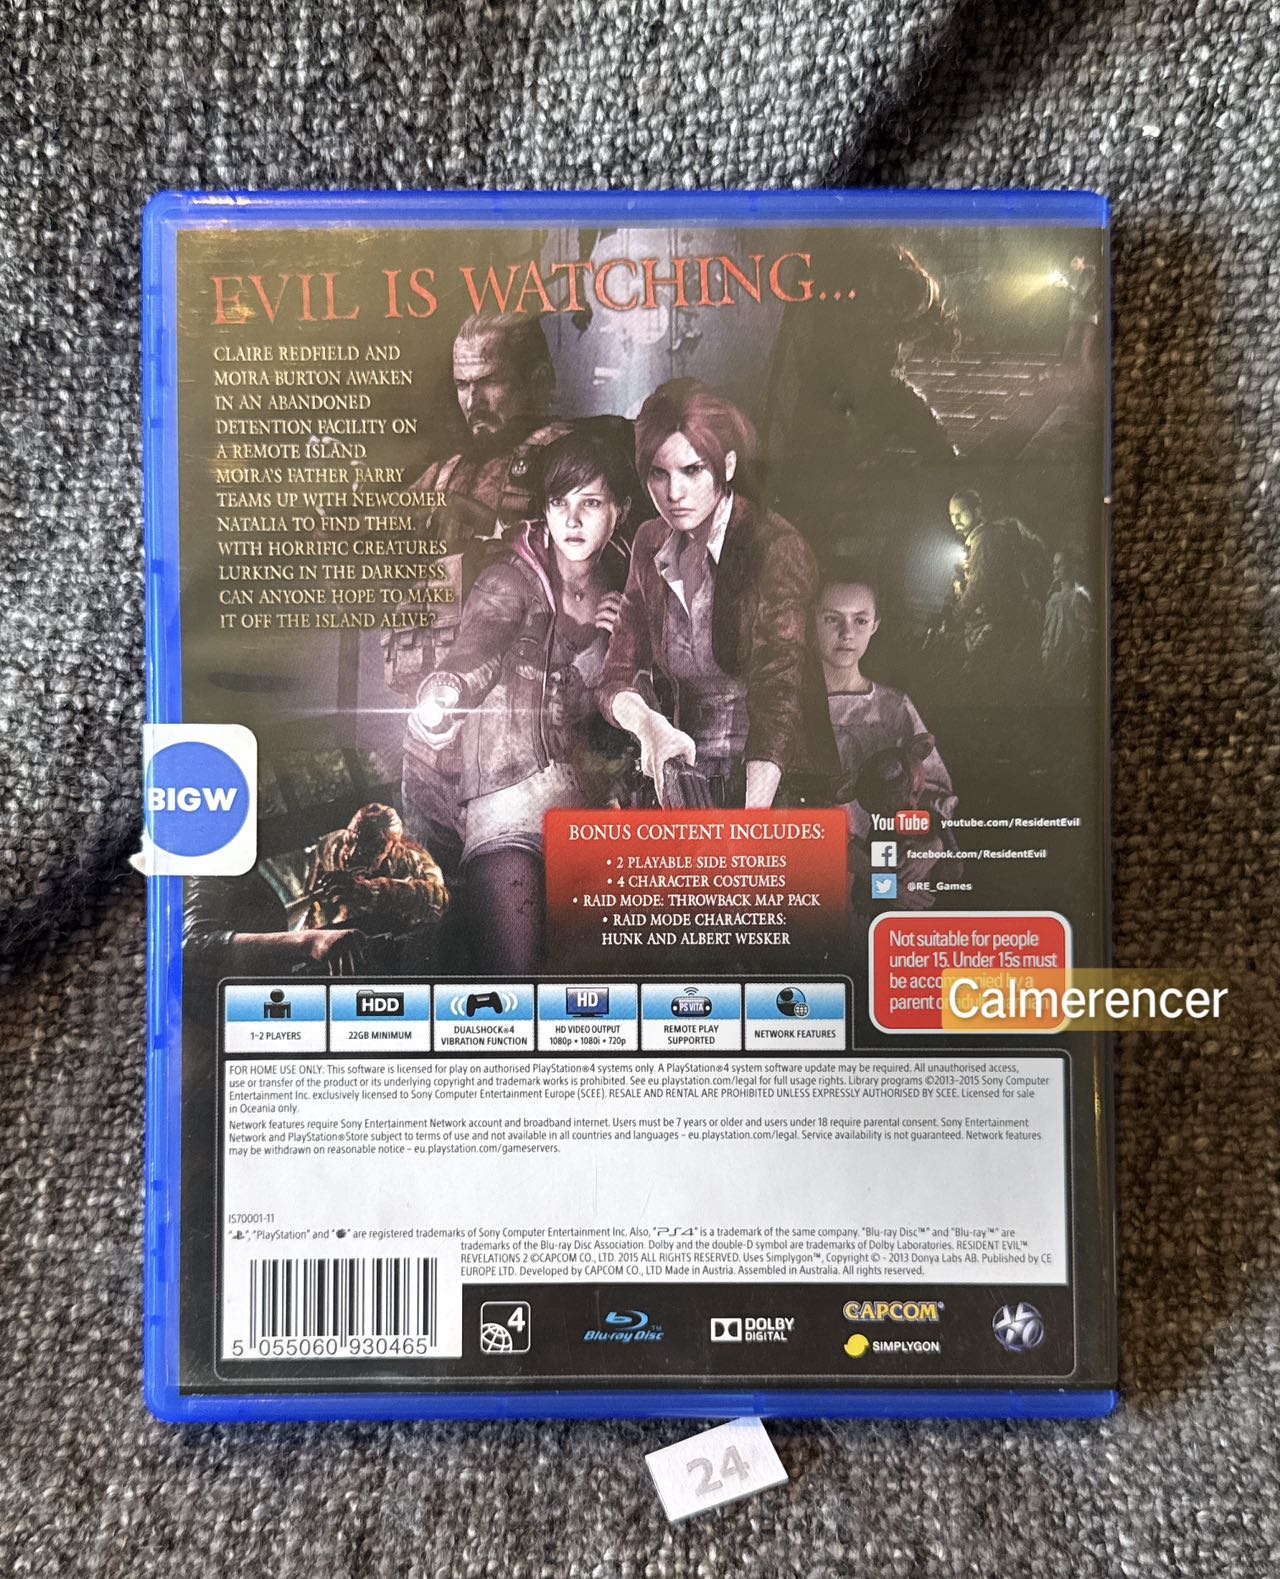 EVIL IS WATCHING...
CLAIRE REDFIELD AND
MOIRA BURTON AWAKEN
IN AN ABANDONED
DETENTION FACILITY ON
A REMOTE ISLAND.
MOIRA'S FATHER BARRY
TEAMS UP WITH NEWCOMER
NATALIA TO FIND THEM.
WITH HORRIFIC CREATURES
LURKING IN THE DARKNESS,
CAN ANYONE HOPE TO MAKE
IT OFF THE ISLAND ALIVE?
BIGW
BONUS CONTENT INCLUDES:
• 2 PLAYABLE SIDE STORIES
• 4 CHARACTER COSTUMES
• RAID MODE: THROWBACK MAP PACK
• RAID MODE CHARACTERS:
HUNK AND ALBERT WESKER
YouTube youtube.com/ResidentEvil
f facebook.com/ResidentEvil
@RE_Games
Not suitable for people
under 15. Under 15s must
be accompanied by a
parent or
Calmerencer
1-2 PLAYERS
HDD
22GB MINIMUM
DUALSHOCK®4
VIBRATION FUNCTION
HD
HD VIDEO OUTPUT
1080p • 1080i • 720p
PS VITA
REMOTE PLAY
SUPPORTED
NETWORK FEATURES
FOR HOME USE ONLY: This software is licensed for play on authorised PlayStation®4 systems only. A PlayStation®4 system software update may be required. All unauthorised access,
use or transfer of the product or its underlying copyright and trademark works is prohibited. See eu.playstation.com/legal for full usage rights. Library programs ©2013-2015 Sony Computer
Entertainment Inc. exclusively licensed to Sony Computer Entertainment Europe (SCEE). RESALE AND RENTAL ARE PROHIBITED UNLESS EXPRESSLY AUTHORISED BY SCEE. Licensed for sale
in Oceania only.
Network features require Sony Entertainment Network account and broadband internet. Users must be 7 years or older and users under 18 require parental consent. Sony Entertainment
Network and PlayStation®Store subject to terms of use and not available in all countries and languages – eu.playstation.com/legal. Service availability is not guaranteed. Network features
may be withdrawn on reasonable notice – eu.playstation.com/gameservers.
IS70001-11
"", "PlayStation" and "" are registered trademarks of Sony Computer Entertainment Inc. Also, "PS4" is a trademark of the same company. "Blu-ray Disc™" and "Blu-ray™" are
trademarks of the Blu-ray Disc Association. Dolby and the double-D symbol are trademarks of Dolby Laboratories. RESIDENT EVIL™
REVELATIONS 2 ©CAPCOM CO., LTD. 2015 ALL RIGHTS RESERVED. Uses Simplygon™, Copyright © - 2013 Donya Labs AB. Published by CE
EUROPE LTD. Developed by CAPCOM CO., LTD Made in Austria. Assembled in Australia. All rights reserved.
5 055060 930465
4
Blu-ray Disc™
DOLBY
DIGITAL
CAPCOM®
SIMPLYGON
24